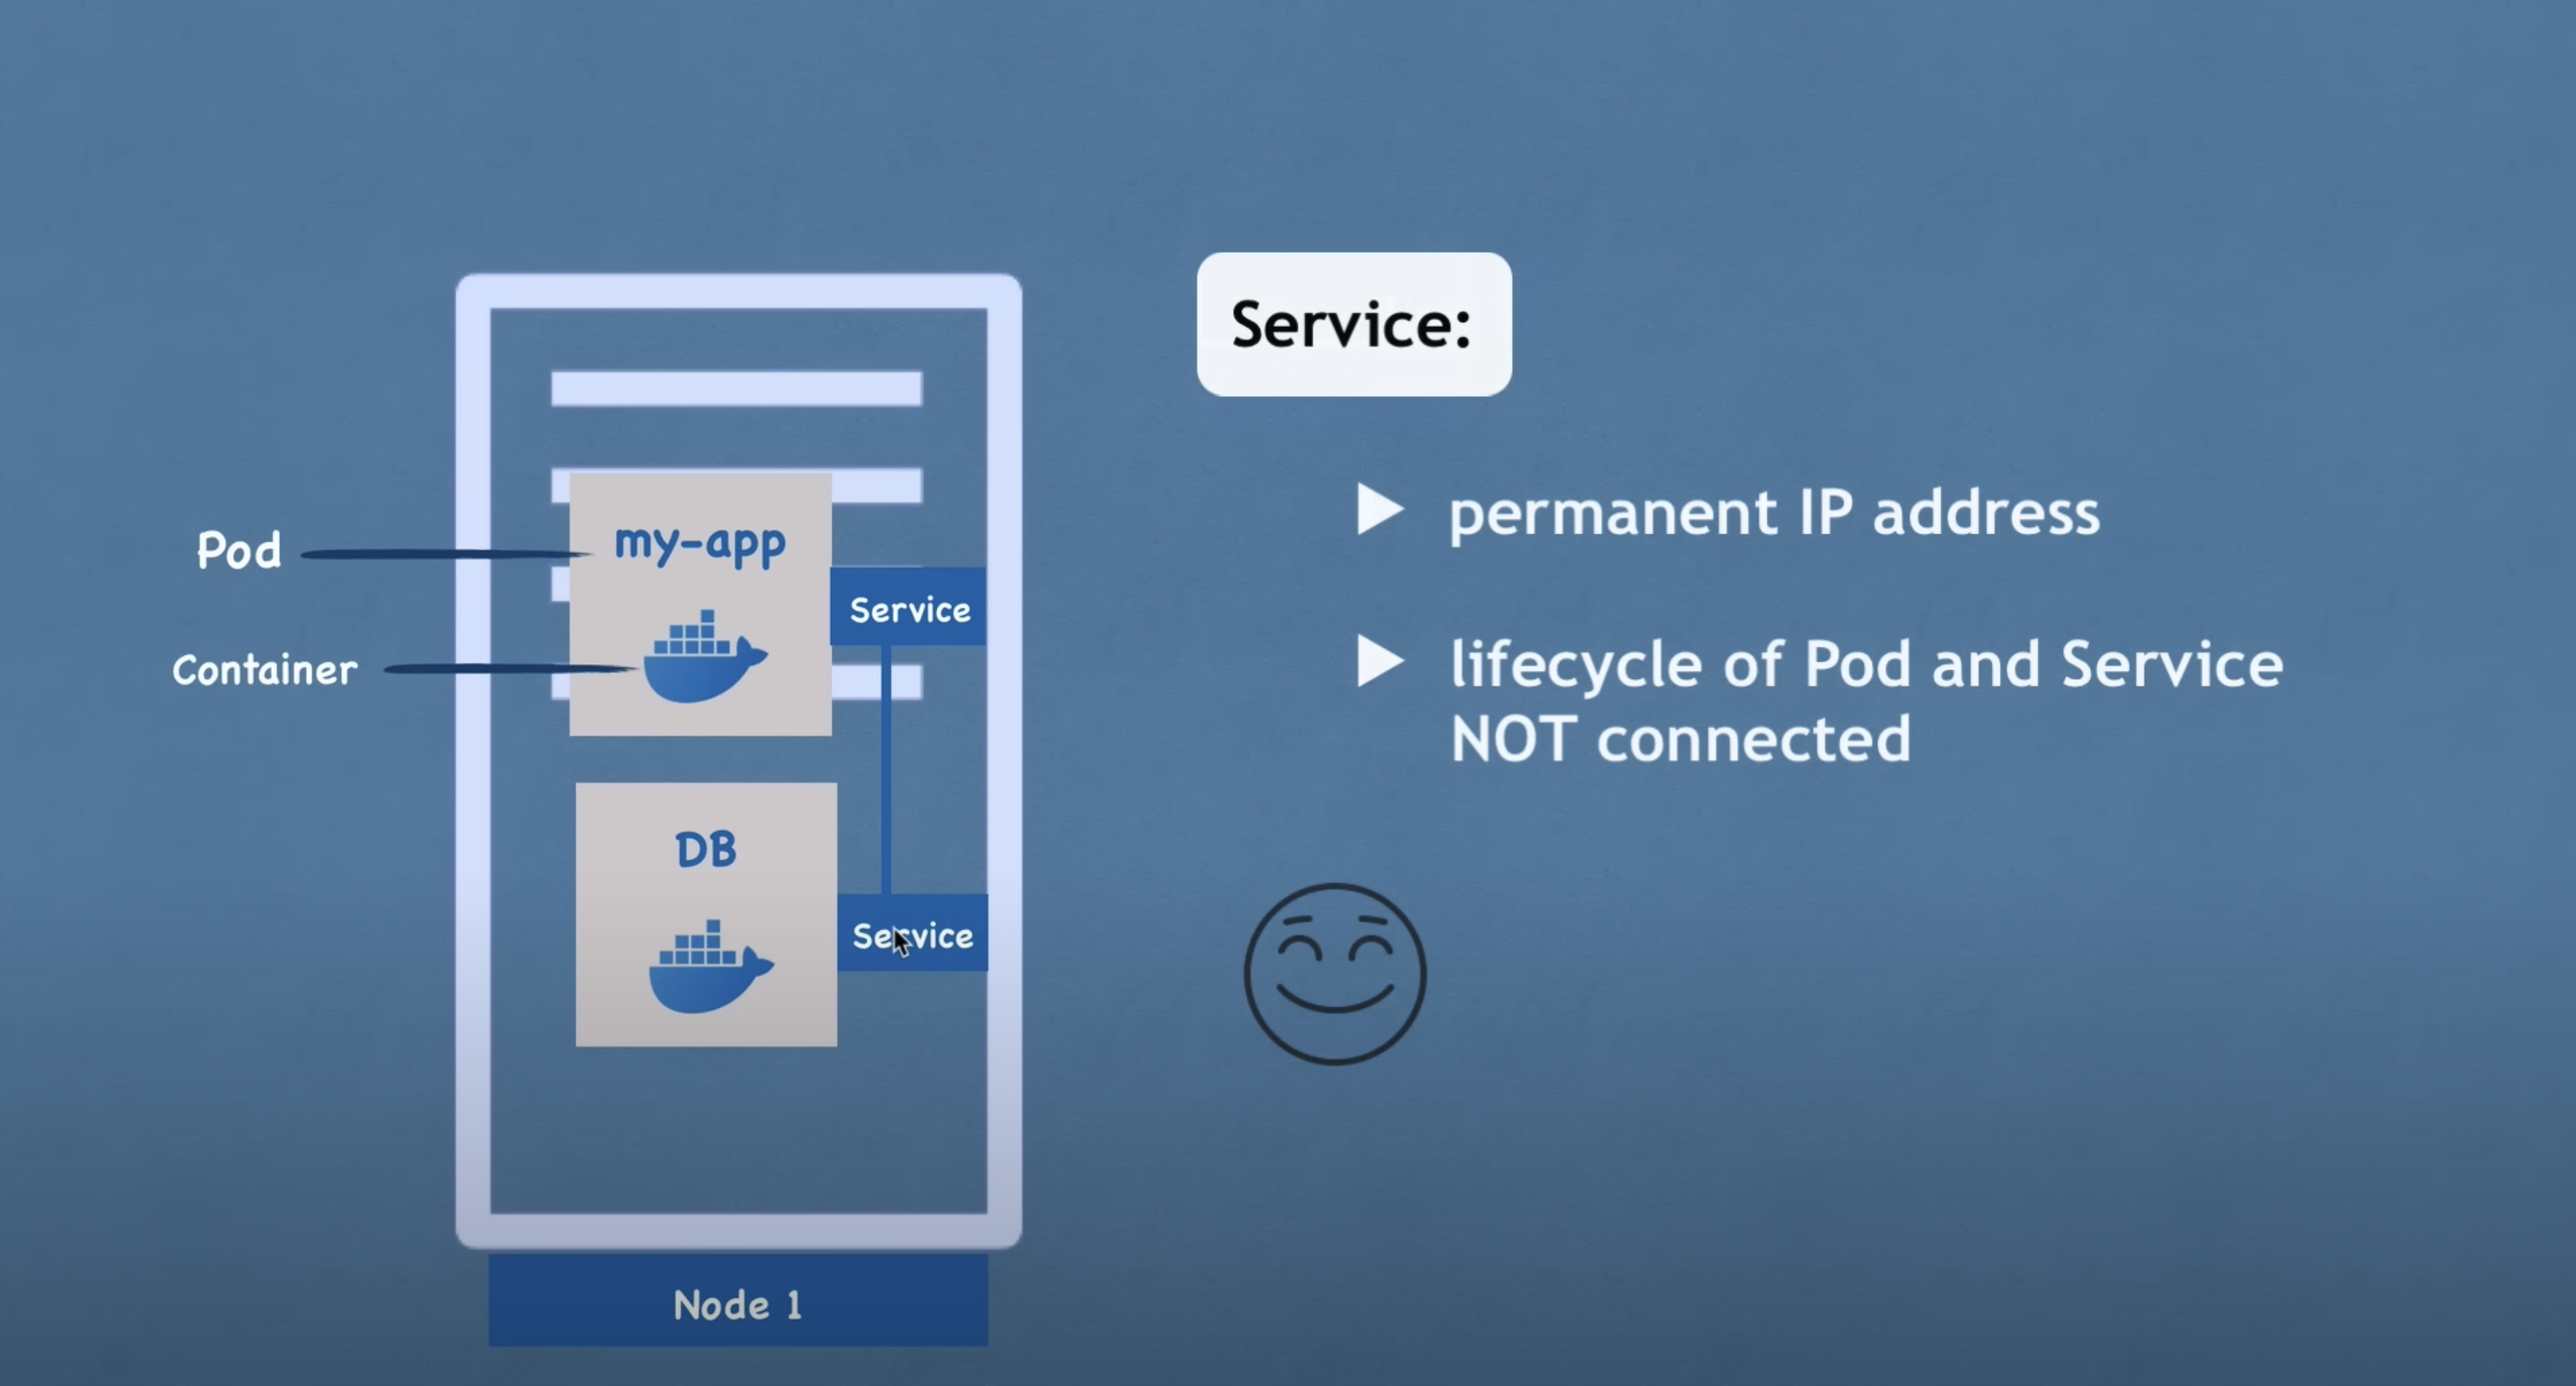 Service:
permanent IP address
Pod
my-app
Service
lifecycle of Pod and Service
NOT connected
Container
DB
Service
Node 1